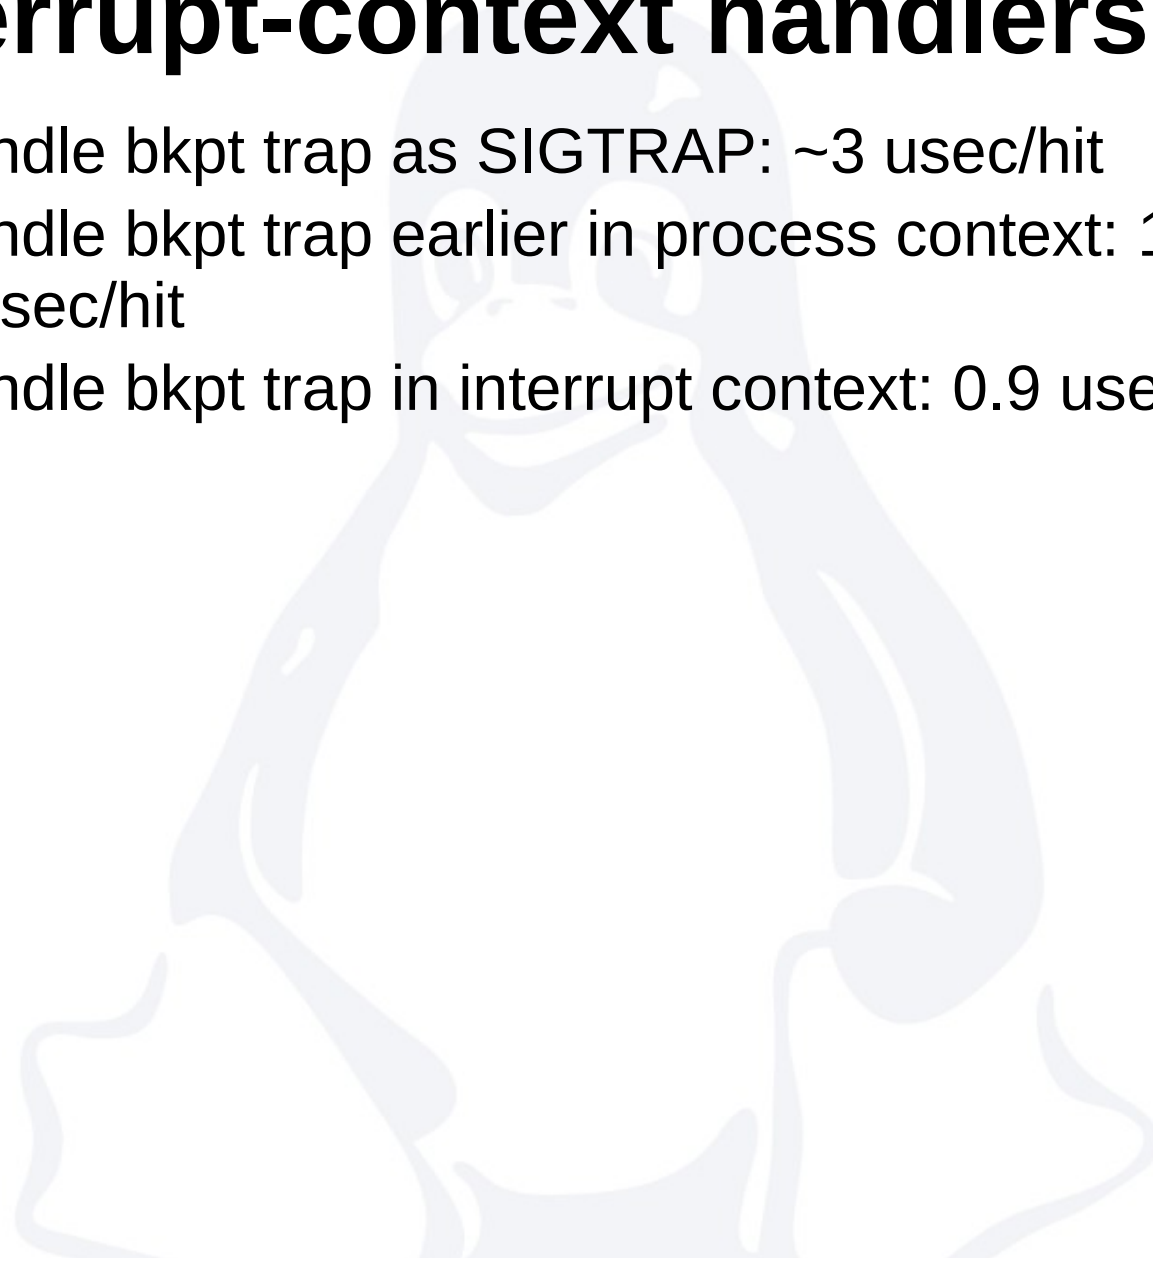 errupt-context handlers
ndle bkpt trap as SIGTRAP: ~3 usec/hit
ndle bkpt trap earlier in process context: 1
sec/hit
ndle bkpt trap in interrupt context: 0.9 use